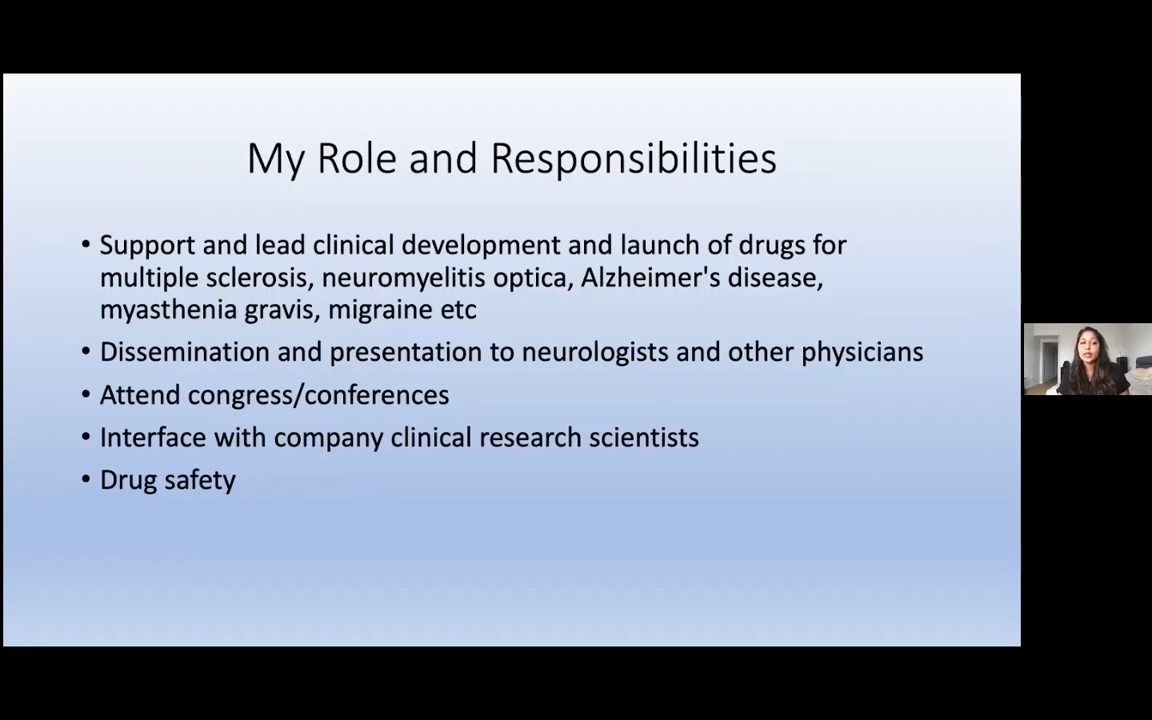 My Role and Responsibilities
• Support and lead clinical development and launch of drugs for
multiple sclerosis, neuromyelitis optica, Alzheimer's disease,
myasthenia gravis, migraine etc
• Dissemination and presentation to neurologists and other physicians
• Attend congress/conferences
• Interface with company clinical research scientists
• Drug safety